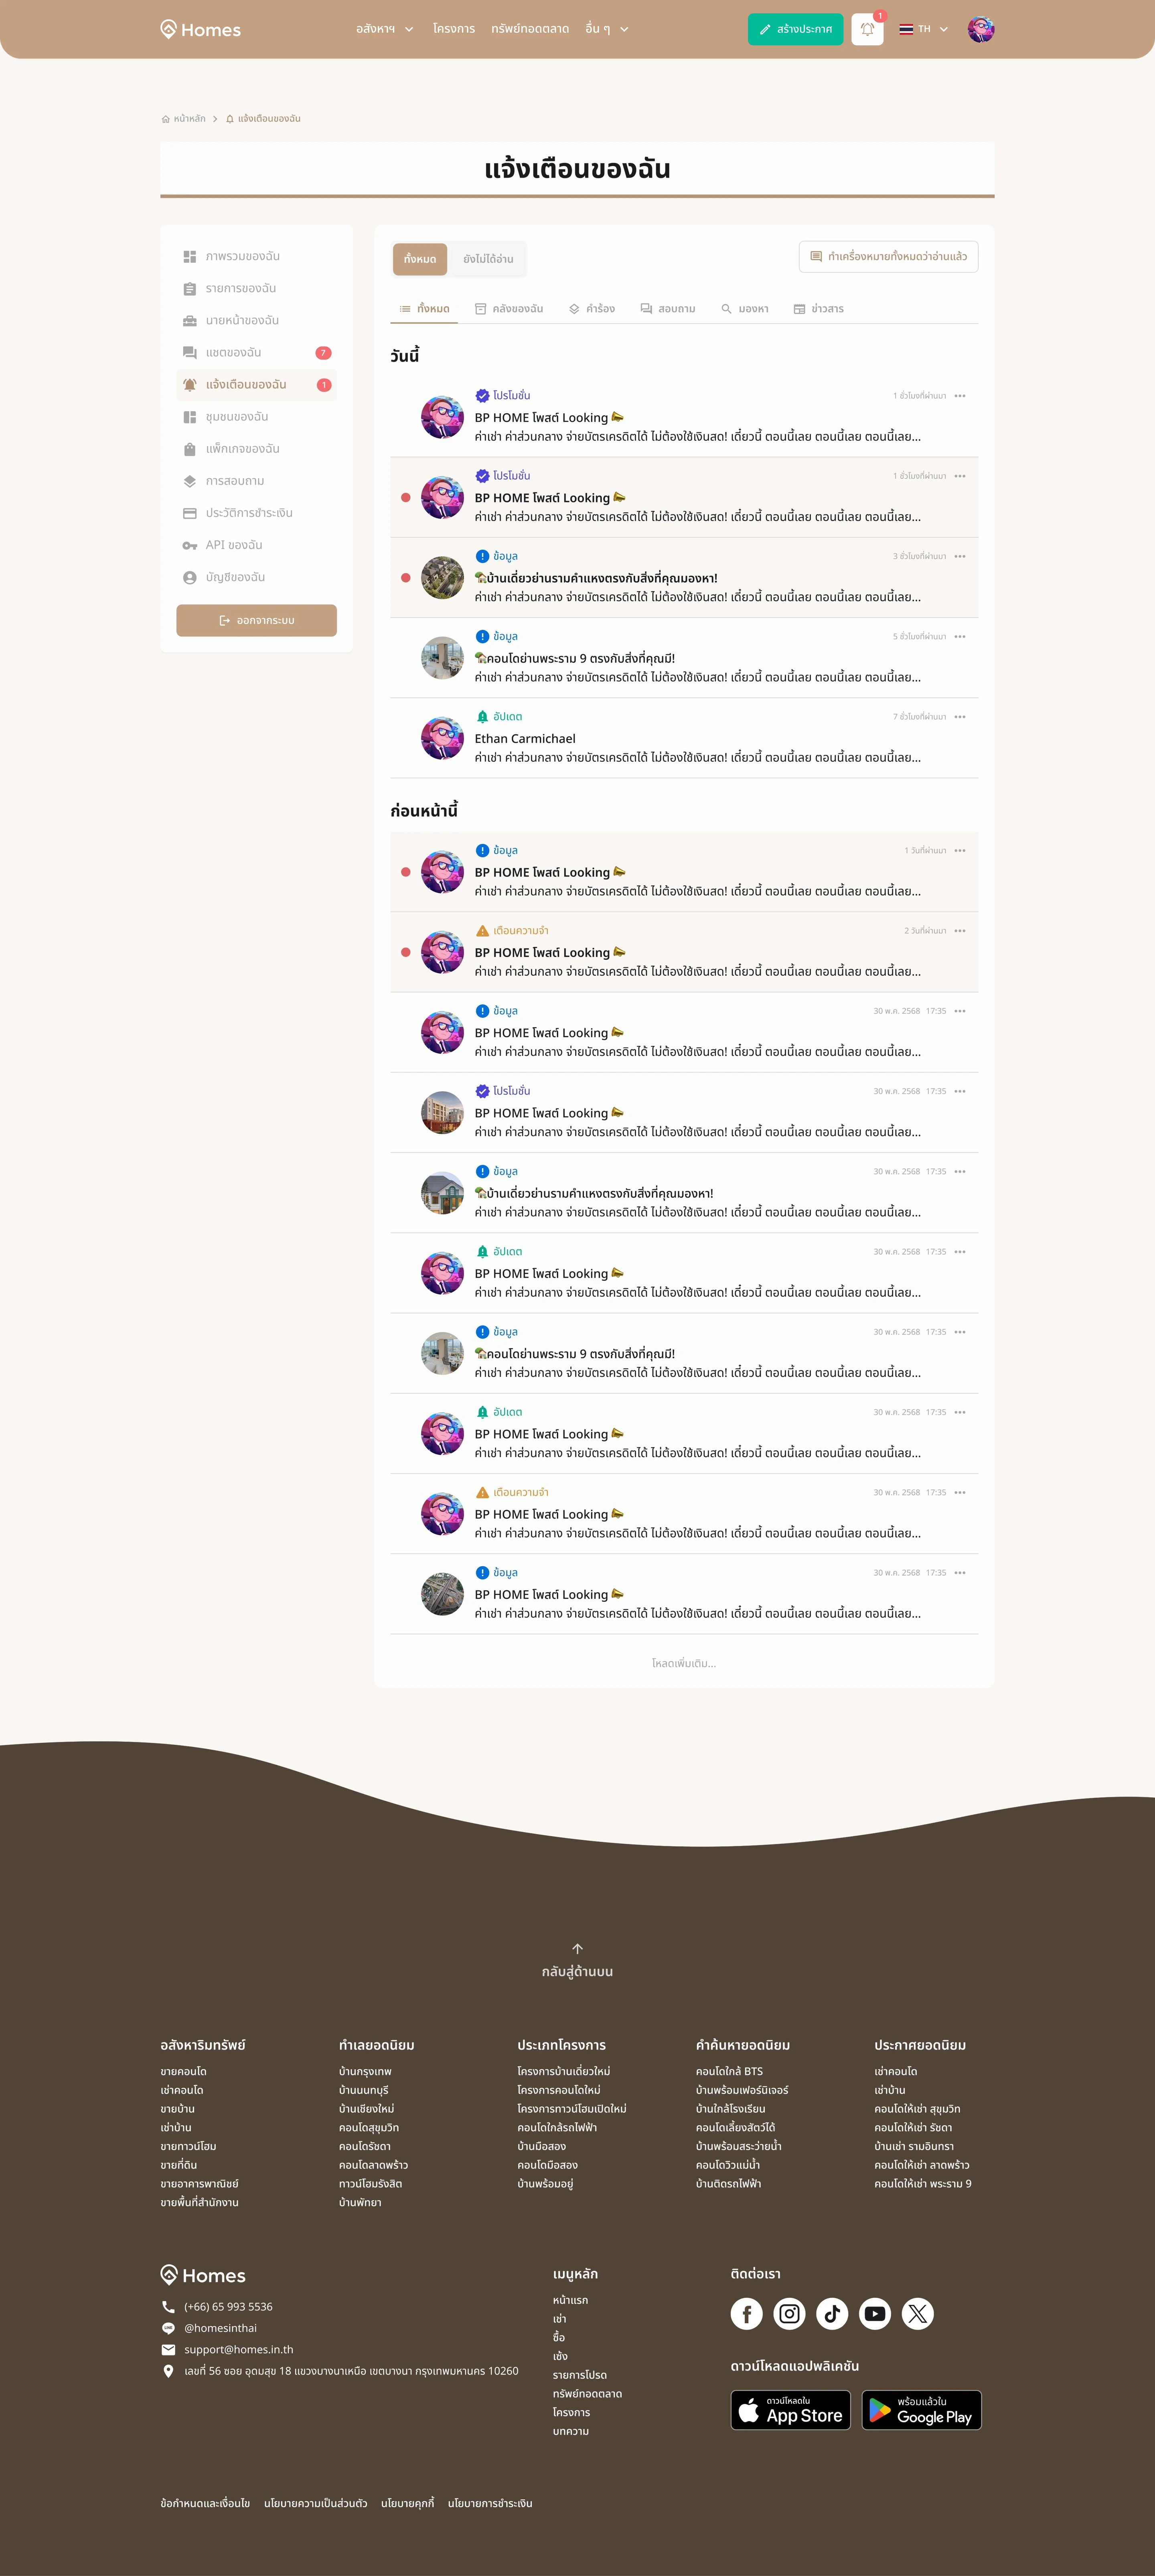 Homes
อสังหาฯ
โครงการ
ทรัพย์ทอดตลาด
อื่น ๆ
สร้างประกาศ
1
TH
หน้าหลัก
แจ้งเตือนของฉัน
แจ้งเตือนของฉัน
ภาพรวมของฉัน
รายการของฉัน
นายหน้าของฉัน
แชตของฉัน 7
แจ้งเตือนของฉัน 1
ชุมชนของฉัน
แพ็กเกจของฉัน
การสอบถาม
ประวัติการชำระเงิน
API ของฉัน
บัญชีของฉัน
ออกจากระบบ
ทั้งหมด
ยังไม่ได้อ่าน
ทำเครื่องหมายทั้งหมดว่าอ่านแล้ว
ทั้งหมด
คลังของฉัน
คำร้อง
สอบถาม
มองหา
ข่าวสาร
วันนี้
โปรโมชั่น 1 ชั่วโมงที่ผ่านมา
BP HOME โพสต์ Looking
ค่าเช่า ค่าส่วนกลาง จ่ายบัตรเครดิตได้ ไม่ต้องใช้เงินสด! เดี๋ยวนี้ ตอนนี้เลย ตอนนี้เลย ตอนนี้เลย...
โปรโมชั่น 1 ชั่วโมงที่ผ่านมา
BP HOME โพสต์ Looking
ค่าเช่า ค่าส่วนกลาง จ่ายบัตรเครดิตได้ ไม่ต้องใช้เงินสด! เดี๋ยวนี้ ตอนนี้เลย ตอนนี้เลย ตอนนี้เลย...
ข้อมูล 3 ชั่วโมงที่ผ่านมา
บ้านเดี่ยวย่านรามคำแหงตรงกับสิ่งที่คุณมองหา!
ค่าเช่า ค่าส่วนกลาง จ่ายบัตรเครดิตได้ ไม่ต้องใช้เงินสด! เดี๋ยวนี้ ตอนนี้เลย ตอนนี้เลย ตอนนี้เลย...
ข้อมูล 5 ชั่วโมงที่ผ่านมา
คอนโดย่านพระราม 9 ตรงกับสิ่งที่คุณมี!
ค่าเช่า ค่าส่วนกลาง จ่ายบัตรเครดิตได้ ไม่ต้องใช้เงินสด! เดี๋ยวนี้ ตอนนี้เลย ตอนนี้เลย ตอนนี้เลย...
อัปเดต 7 ชั่วโมงที่ผ่านมา
Ethan Carmichael
ค่าเช่า ค่าส่วนกลาง จ่ายบัตรเครดิตได้ ไม่ต้องใช้เงินสด! เดี๋ยวนี้ ตอนนี้เลย ตอนนี้เลย ตอนนี้เลย...
ก่อนหน้านี้
ข้อมูล 1 วันที่ผ่านมา
BP HOME โพสต์ Looking
ค่าเช่า ค่าส่วนกลาง จ่ายบัตรเครดิตได้ ไม่ต้องใช้เงินสด! เดี๋ยวนี้ ตอนนี้เลย ตอนนี้เลย ตอนนี้เลย...
เตือนความจำ 2 วันที่ผ่านมา
BP HOME โพสต์ Looking
ค่าเช่า ค่าส่วนกลาง จ่ายบัตรเครดิตได้ ไม่ต้องใช้เงินสด! เดี๋ยวนี้ ตอนนี้เลย ตอนนี้เลย ตอนนี้เลย...
ข้อมูล 30 พ.ค. 2568 17:35
BP HOME โพสต์ Looking
ค่าเช่า ค่าส่วนกลาง จ่ายบัตรเครดิตได้ ไม่ต้องใช้เงินสด! เดี๋ยวนี้ ตอนนี้เลย ตอนนี้เลย ตอนนี้เลย...
โปรโมชั่น 30 พ.ค. 2568 17:35
BP HOME โพสต์ Looking
ค่าเช่า ค่าส่วนกลาง จ่ายบัตรเครดิตได้ ไม่ต้องใช้เงินสด! เดี๋ยวนี้ ตอนนี้เลย ตอนนี้เลย ตอนนี้เลย...
ข้อมูล 30 พ.ค. 2568 17:35
บ้านเดี่ยวย่านรามคำแหงตรงกับสิ่งที่คุณมองหา!
ค่าเช่า ค่าส่วนกลาง จ่ายบัตรเครดิตได้ ไม่ต้องใช้เงินสด! เดี๋ยวนี้ ตอนนี้เลย ตอนนี้เลย ตอนนี้เลย...
อัปเดต 30 พ.ค. 2568 17:35
BP HOME โพสต์ Looking
ค่าเช่า ค่าส่วนกลาง จ่ายบัตรเครดิตได้ ไม่ต้องใช้เงินสด! เดี๋ยวนี้ ตอนนี้เลย ตอนนี้เลย ตอนนี้เลย...
ข้อมูล 30 พ.ค. 2568 17:35
คอนโดย่านพระราม 9 ตรงกับสิ่งที่คุณมี!
ค่าเช่า ค่าส่วนกลาง จ่ายบัตรเครดิตได้ ไม่ต้องใช้เงินสด! เดี๋ยวนี้ ตอนนี้เลย ตอนนี้เลย ตอนนี้เลย...
อัปเดต 30 พ.ค. 2568 17:35
BP HOME โพสต์ Looking
ค่าเช่า ค่าส่วนกลาง จ่ายบัตรเครดิตได้ ไม่ต้องใช้เงินสด! เดี๋ยวนี้ ตอนนี้เลย ตอนนี้เลย ตอนนี้เลย...
เตือนความจำ 30 พ.ค. 2568 17:35
BP HOME โพสต์ Looking
ค่าเช่า ค่าส่วนกลาง จ่ายบัตรเครดิตได้ ไม่ต้องใช้เงินสด! เดี๋ยวนี้ ตอนนี้เลย ตอนนี้เลย ตอนนี้เลย...
ข้อมูล 30 พ.ค. 2568 17:35
BP HOME โพสต์ Looking
ค่าเช่า ค่าส่วนกลาง จ่ายบัตรเครดิตได้ ไม่ต้องใช้เงินสด! เดี๋ยวนี้ ตอนนี้เลย ตอนนี้เลย ตอนนี้เลย...
โหลดเพิ่มเติม...
กลับสู่ด้านบน
อสังหาริมทรัพย์
ขายคอนโด
เช่าคอนโด
ขายบ้าน
เช่าบ้าน
ขายทาวน์โฮม
ขายที่ดิน
ขายอาคารพาณิชย์
ขายพื้นที่สำนักงาน
ทำเลยอดนิยม
บ้านกรุงเทพ
บ้านนนทบุรี
บ้านเชียงใหม่
คอนโดสุขุมวิท
คอนโดรัชดา
คอนโดลาดพร้าว
ทาวน์โฮมรังสิต
บ้านพัทยา
ประเภทโครงการ
โครงการบ้านเดี่ยวใหม่
โครงการคอนโดใหม่
โครงการทาวน์โฮมเปิดใหม่
คอนโดใกล้รถไฟฟ้า
บ้านมือสอง
คอนโดมือสอง
บ้านพร้อมอยู่
คำค้นหายอดนิยม
คอนโดใกล้ BTS
บ้านพร้อมเฟอร์นิเจอร์
บ้านใกล้โรงเรียน
คอนโดเลี้ยงสัตว์ได้
บ้านพร้อมสระว่ายน้ำ
คอนโดวิวแม่น้ำ
บ้านติดรถไฟฟ้า
ประกาศยอดนิยม
เช่าคอนโด
เช่าบ้าน
คอนโดให้เช่า สุขุมวิท
คอนโดให้เช่า รัชดา
บ้านเช่า รามอินทรา
คอนโดให้เช่า ลาดพร้าว
คอนโดให้เช่า พระราม 9
Homes
(+66) 65 993 5536
@homesinthai
support@homes.in.th
เลขที่ 56 ซอย อุดมสุข 18 แขวงบางนาเหนือ เขตบางนา กรุงเทพมหานคร 10260
เมนูหลัก
หน้าแรก
เช่า
ซื้อ
เซ้ง
รายการโปรด
ทรัพย์ทอดตลาด
โครงการ
บทความ
ติดต่อเรา
ดาวน์โหลดแอปพลิเคชัน
ดาวน์โหลดใน
App Store
พร้อมแล้วใน
Google Play
ข้อกำหนดและเงื่อนไข
นโยบายความเป็นส่วนตัว
นโยบายคุกกี้
นโยบายการชำระเงิน